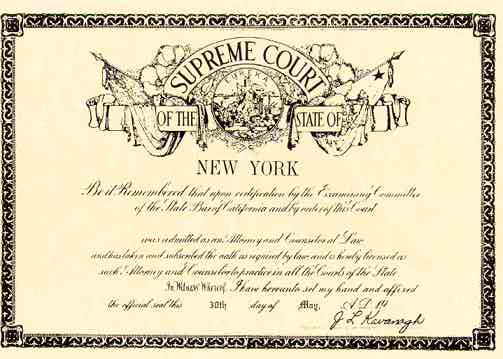 SUPREME COURT
OF THE STATE OF
NEW YORK
Be it Remembered that upon certification by the Examining Committee
of the State Bar of California and by order of this Court
was admitted as an Attorney and Counselor at Law
and has taken and subscribed the oath as required by law and is hereby licensed as
such Attorney and Counselor to practice in all the Courts of the State
In Witness Whereof, I have hereunto set my hand and affixed
the official seal this 30th day of May, A.D. 19
J L Kavanagh